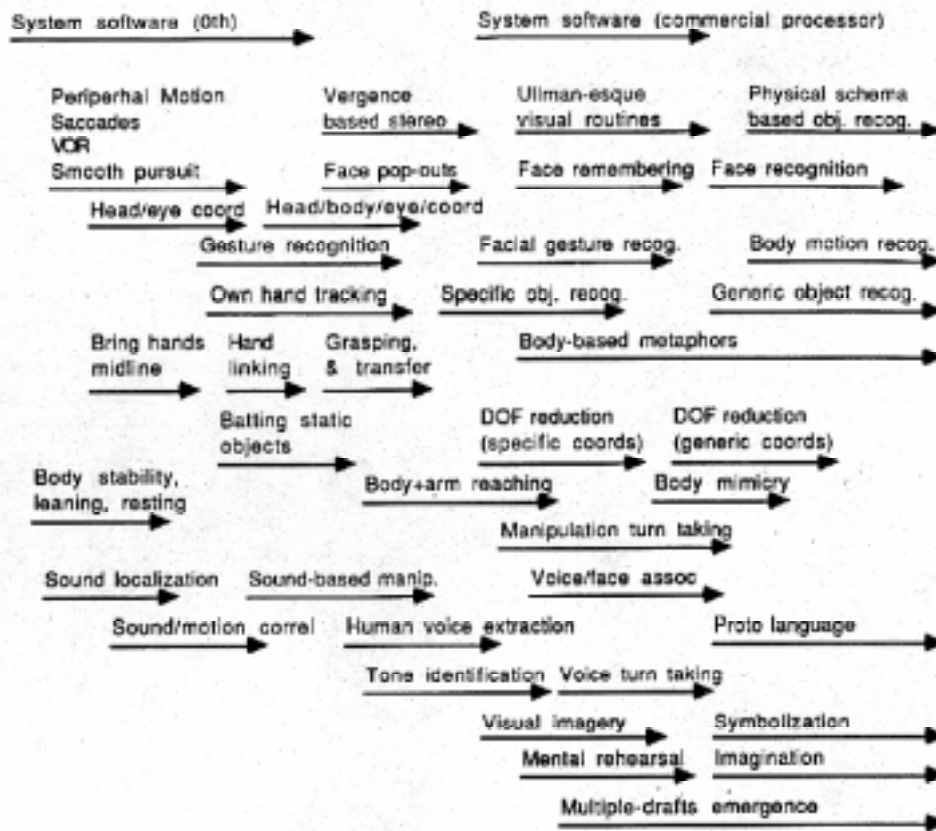 System software (0th) System software (commercial processor)
Periperhal Motion Vergence Ullman-esque Physical schema
Saccades based stereo visual routines based obj. recog.
VOR
Smooth pursuit Face pop-outs Face remembering Face recognition
Head/eye coord Head/body/eye/coord
Gesture recognition Facial gesture recog. Body motion recog.
Own hand tracking Specific obj. recog. Generic object recog.
Bring hands Hand Grasping, Body-based metaphors
midline linking & transfer
Batting static DOF reduction DOF reduction
objects (specific coords) (generic coords)
Body stability, Body+arm reaching Body mimicry
leaning, resting
Manipulation turn taking
Sound localization Sound-based manip. Voice/face assoc
Sound/motion correl Human voice extraction Proto language
Tone identification Voice turn taking
Visual imagery Symbolization
Mental rehearsal Imagination
Multiple-drafts emergence